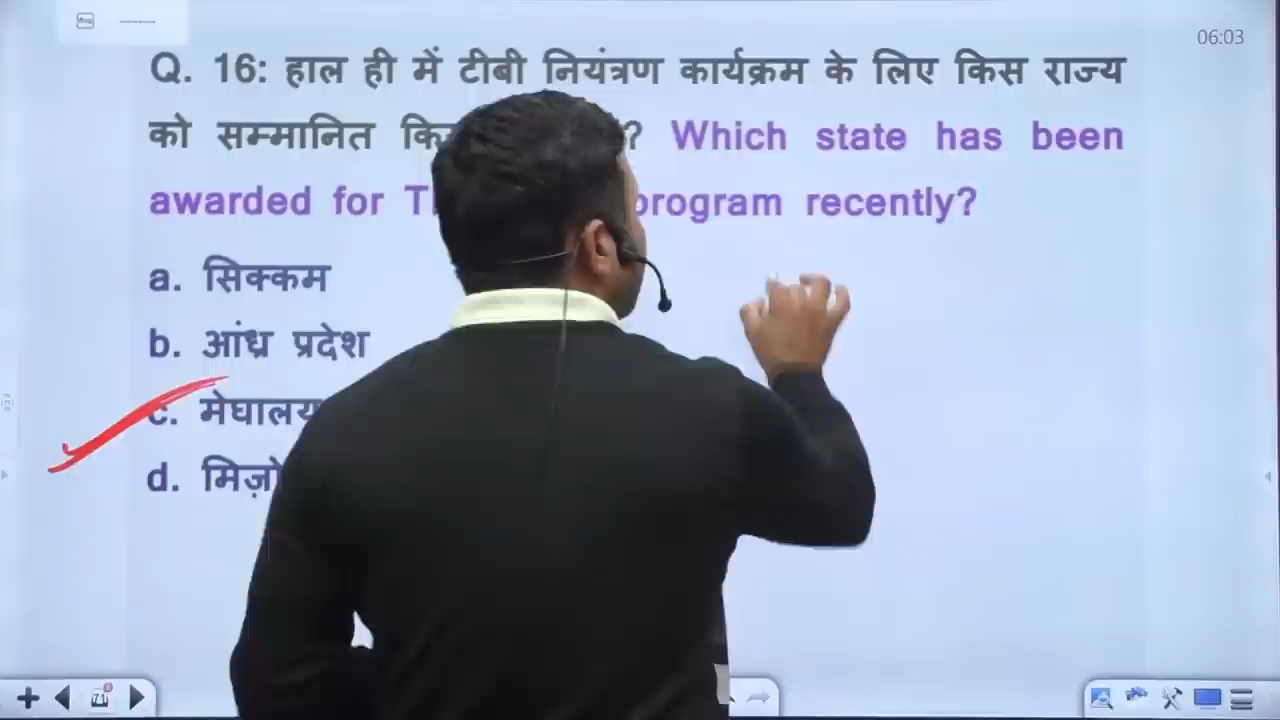 06:03
Q. 16: हाल ही में टीबी नियंत्रण कार्यक्रम के लिए किस राज्य
को सम्मानित ? Which state has been
awarded for program recently?
a. सिक्कम
b. आंध्र प्रदेश
c. मेघालय
d.